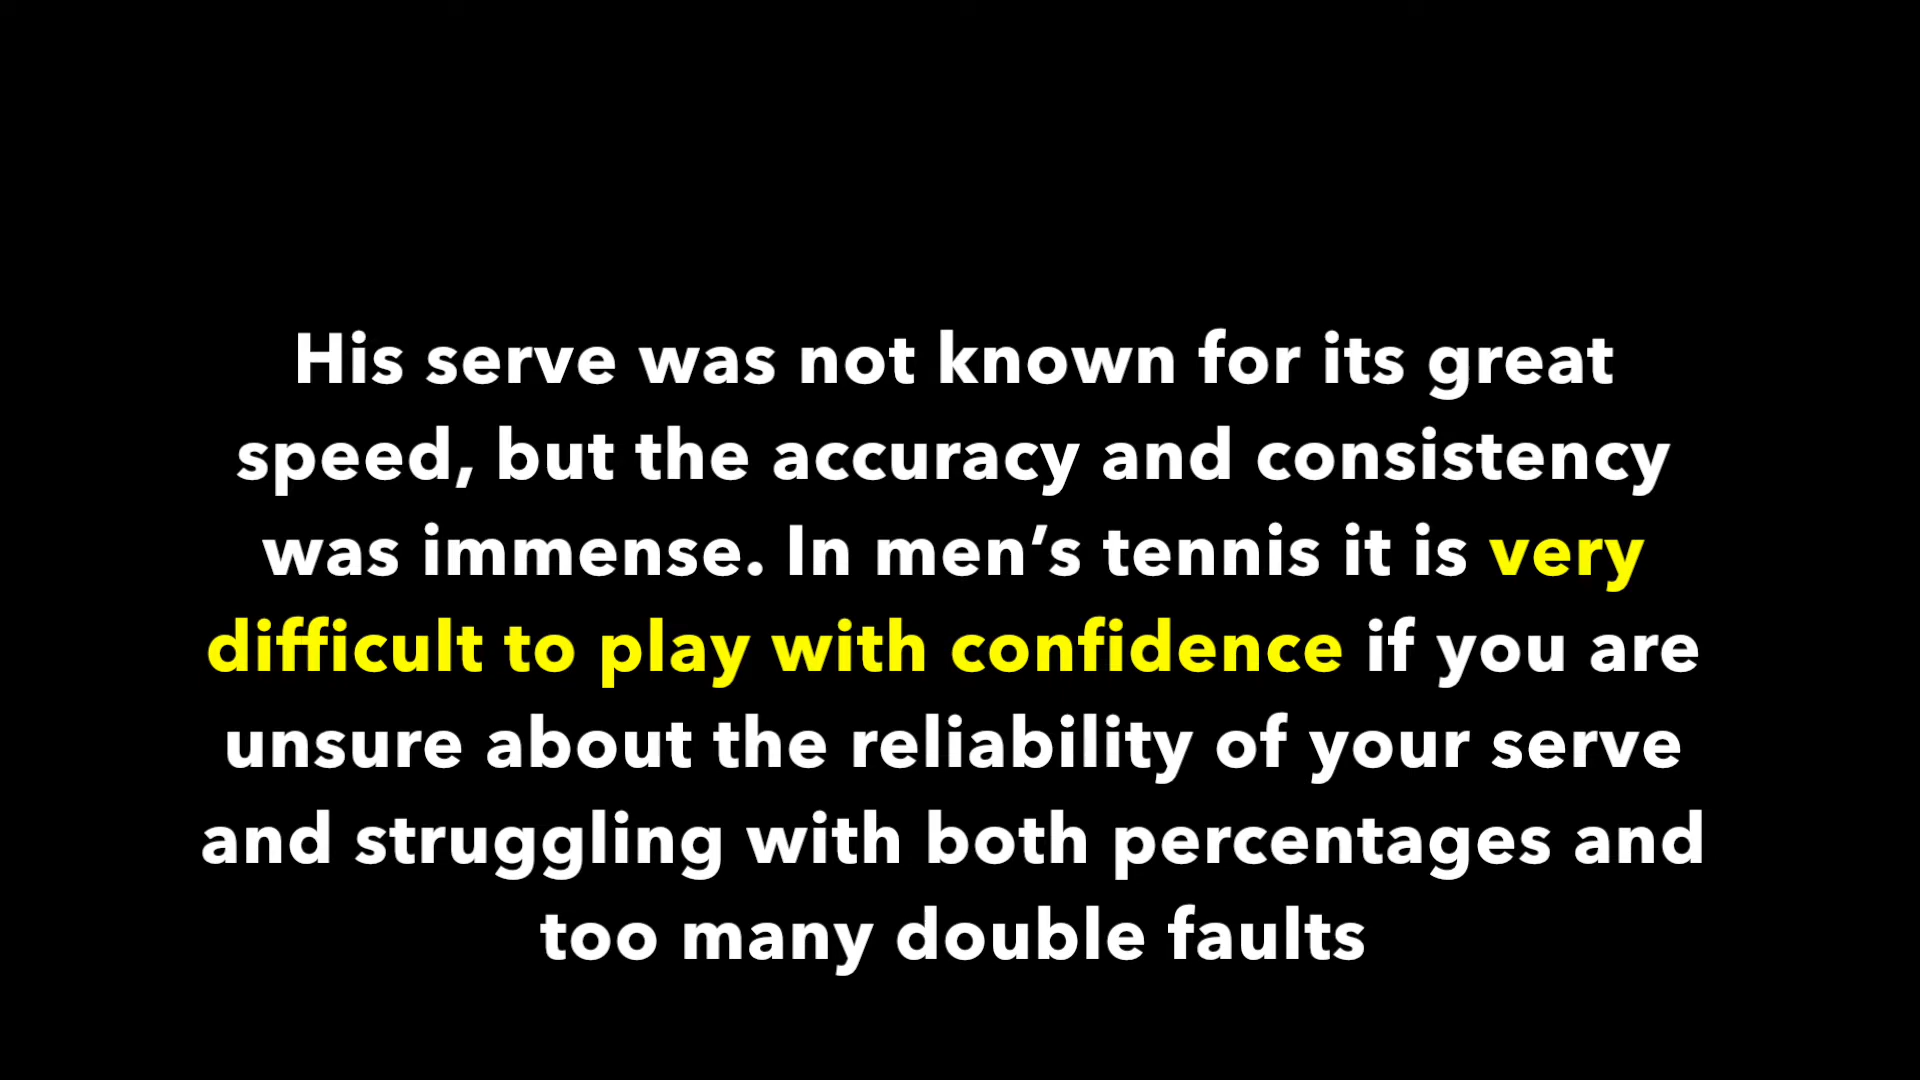 His serve was not known for its great
speed, but the accuracy and consistency
was immense. In men’s tennis it is very
difficult to play with confidence if you are
unsure about the reliability of your serve
and struggling with both percentages and
too many double faults